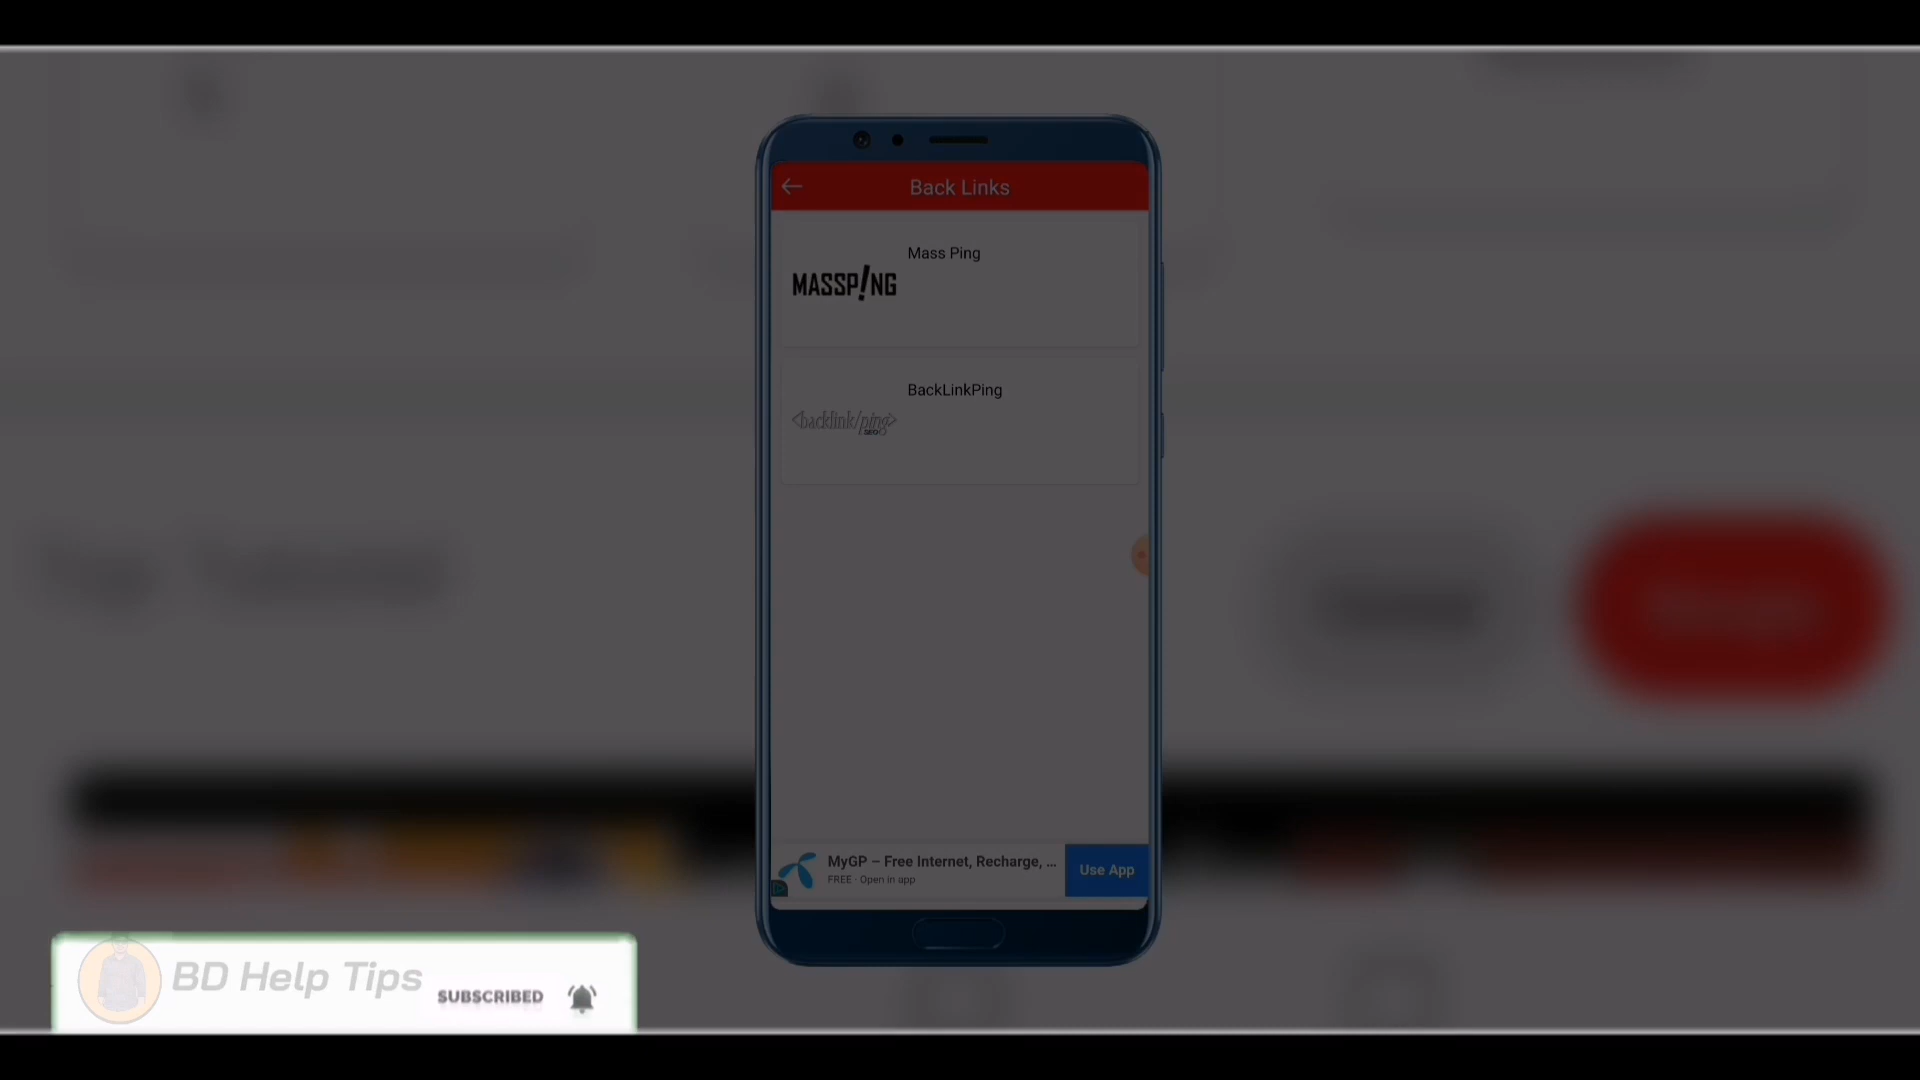 Back Links
Mass Ping
MASSP!NG
BackLinkPing
<backlink/ping>
SEO
MyGP – Free Internet, Recharge, ...
FREE · Open in app
Use App
BD Help Tips
SUBSCRIBED